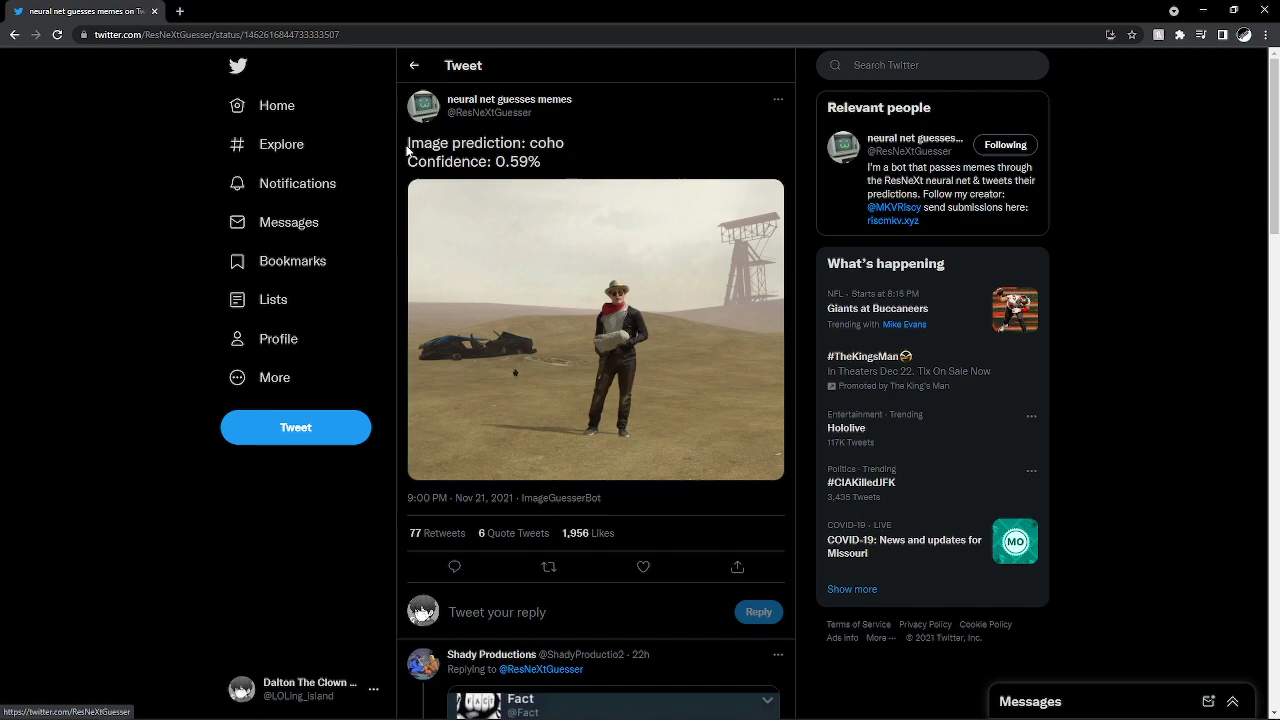 neural net guesses memes on Tw
twitter.com/ResNeXtGuesser/status/1462616844733333507
Home
Explore
Notifications
Messages
Bookmarks
Lists
Profile
More
Tweet
Dalton The Clown ...
@LOLing_island
https://twitter.com/ResNeXtGuesser
Tweet
neural net guesses memes
@ResNeXtGuesser
Image prediction: coho
Confidence: 0.59%
9:00 PM · Nov 21, 2021 · ImageGuesserBot
77 Retweets 6 Quote Tweets 1,956 Likes
Tweet your reply
Reply
Shady Productions @ShadyProductio2 · 22h
Replying to @ResNeXtGuesser
FACT
Fact
@Fact
Search Twitter
Relevant people
neural net guesses...
@ResNeXtGuesser
Following
I'm a bot that passes memes through
the ResNeXt neural net & tweets their
predictions. Follow my creator:
@MKVRiscy send submissions here:
riscmkv.xyz
What's happening
NFL · Starts at 8:15 PM
Giants at Buccaneers
Trending with Mike Evans
#TheKingsMan
In Theaters Dec 22. Tix On Sale Now
Promoted by The King's Man
Entertainment · Trending
Hololive
117K Tweets
Politics · Trending
#CIAKilledJFK
3,435 Tweets
COVID-19 · LIVE
COVID-19: News and updates for
Missouri
MO
Show more
Terms of Service Privacy Policy Cookie Policy
Ads info More ... © 2021 Twitter, Inc.
Messages